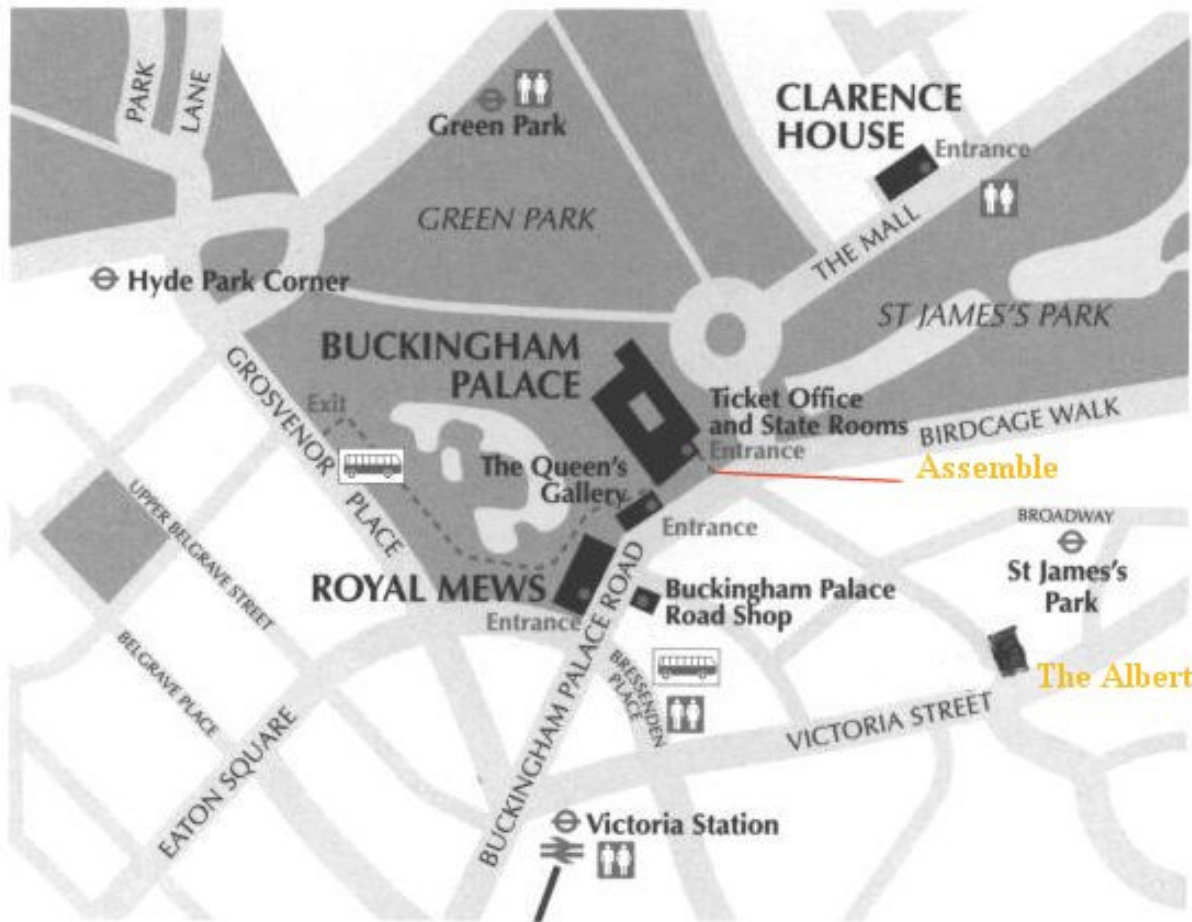 PARK
LANE
Green Park
CLARENCE
HOUSE
Entrance
GREEN PARK
THE MALL
Hyde Park Corner
ST JAMES'S PARK
BUCKINGHAM
PALACE
GROSVENOR
PLACE
Exit
Ticket Office
and State Rooms
Entrance
BIRDCAGE WALK
Assemble
The Queen's
Gallery
Entrance
UPPER BELGRAVE STREET
BROADWAY
St James's
Park
ROYAL MEWS
Entrance
Buckingham Palace
Road Shop
BELGRAVE PLACE
BUCKINGHAM PALACE ROAD
BRESSENDEN
PLACE
The Albert
VICTORIA STREET
EATON SQUARE
Victoria Station